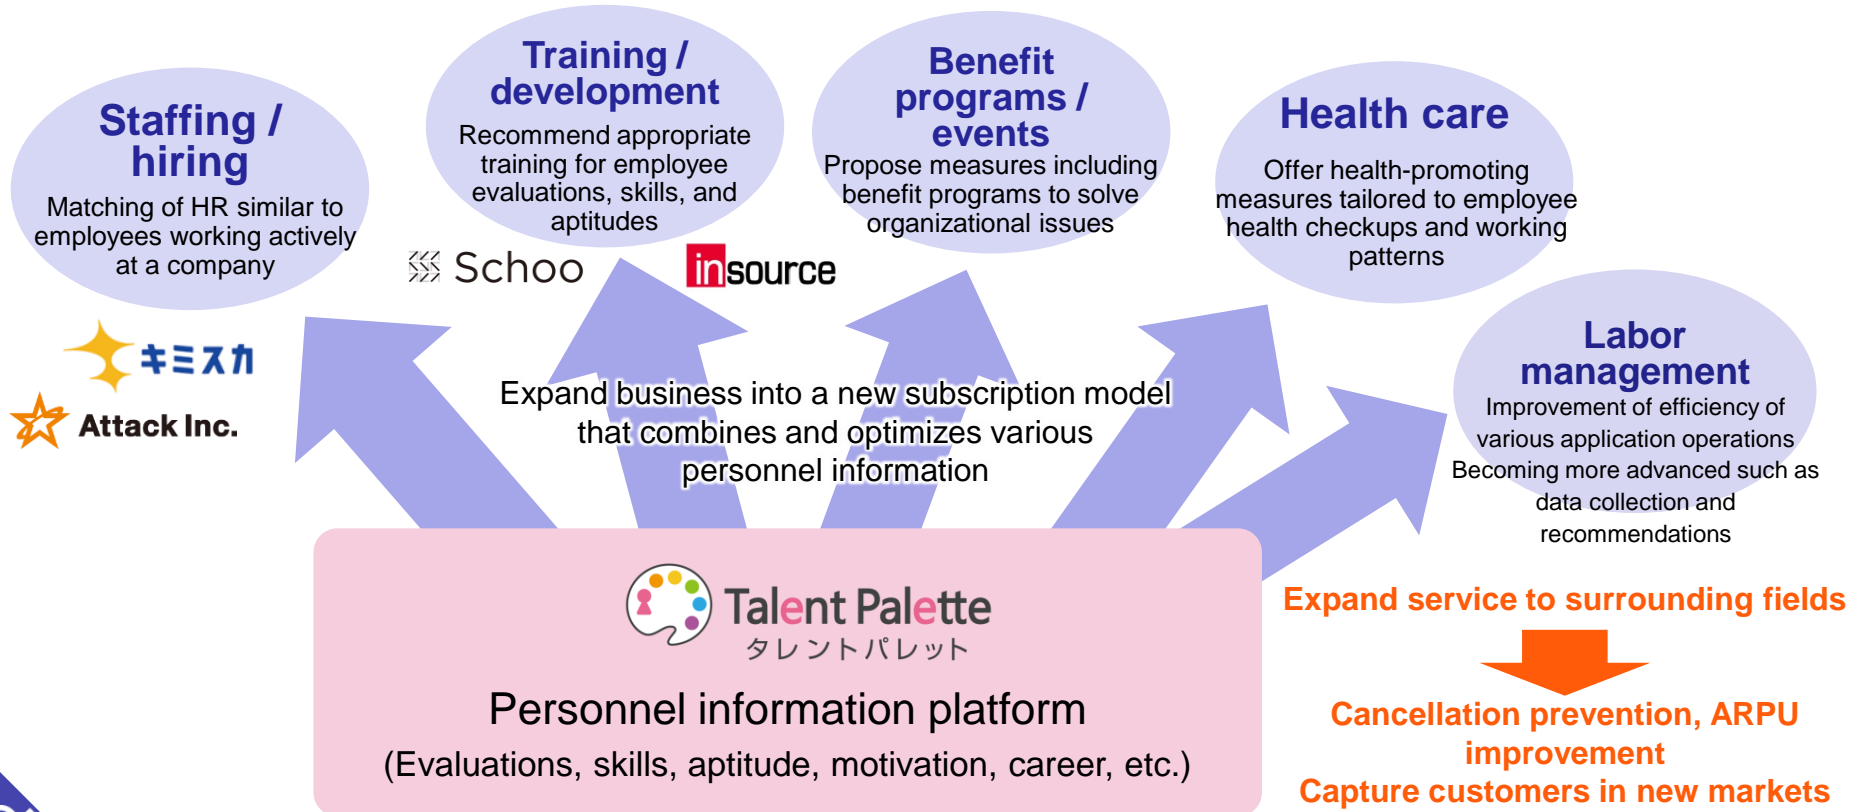 Staffing /
hiring
Matching of HR similar to
employees working actively
at a company
キミスカ
Attack Inc.
Training /
development
Recommend appropriate
training for employee
evaluations, skills, and
aptitudes
Schoo
insource
Benefit
programs /
events
Propose measures including
benefit programs to solve
organizational issues
Health care
Offer health-promoting
measures tailored to employee
health checkups and working
patterns
Labor
management
Improvement of efficiency of
various application operations
Becoming more advanced such as
data collection and
recommendations
Expand business into a new subscription model
that combines and optimizes various
personnel information
Talent Palette
タレントパレット
Personnel information platform
(Evaluations, skills, aptitude, motivation, career, etc.)
Expand service to surrounding fields
Cancellation prevention, ARPU
improvement
Capture customers in new markets